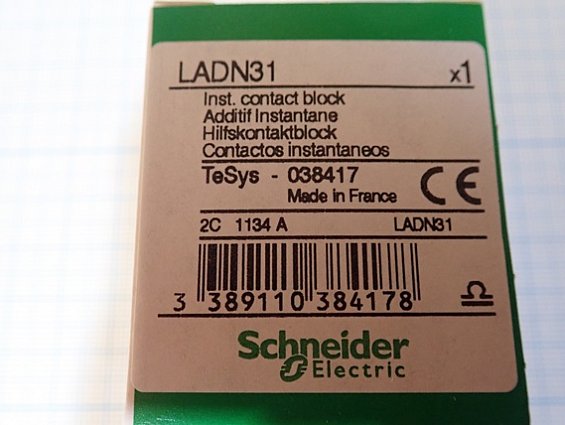 LADN31 x1
Inst. contact block
Additif Instantane
Hilfskontaktblock
Contactos instantaneos
TeSys - 038417
Made in France CE
2C 1134 A LADN31
3 389110 384178
Schneider
Electric